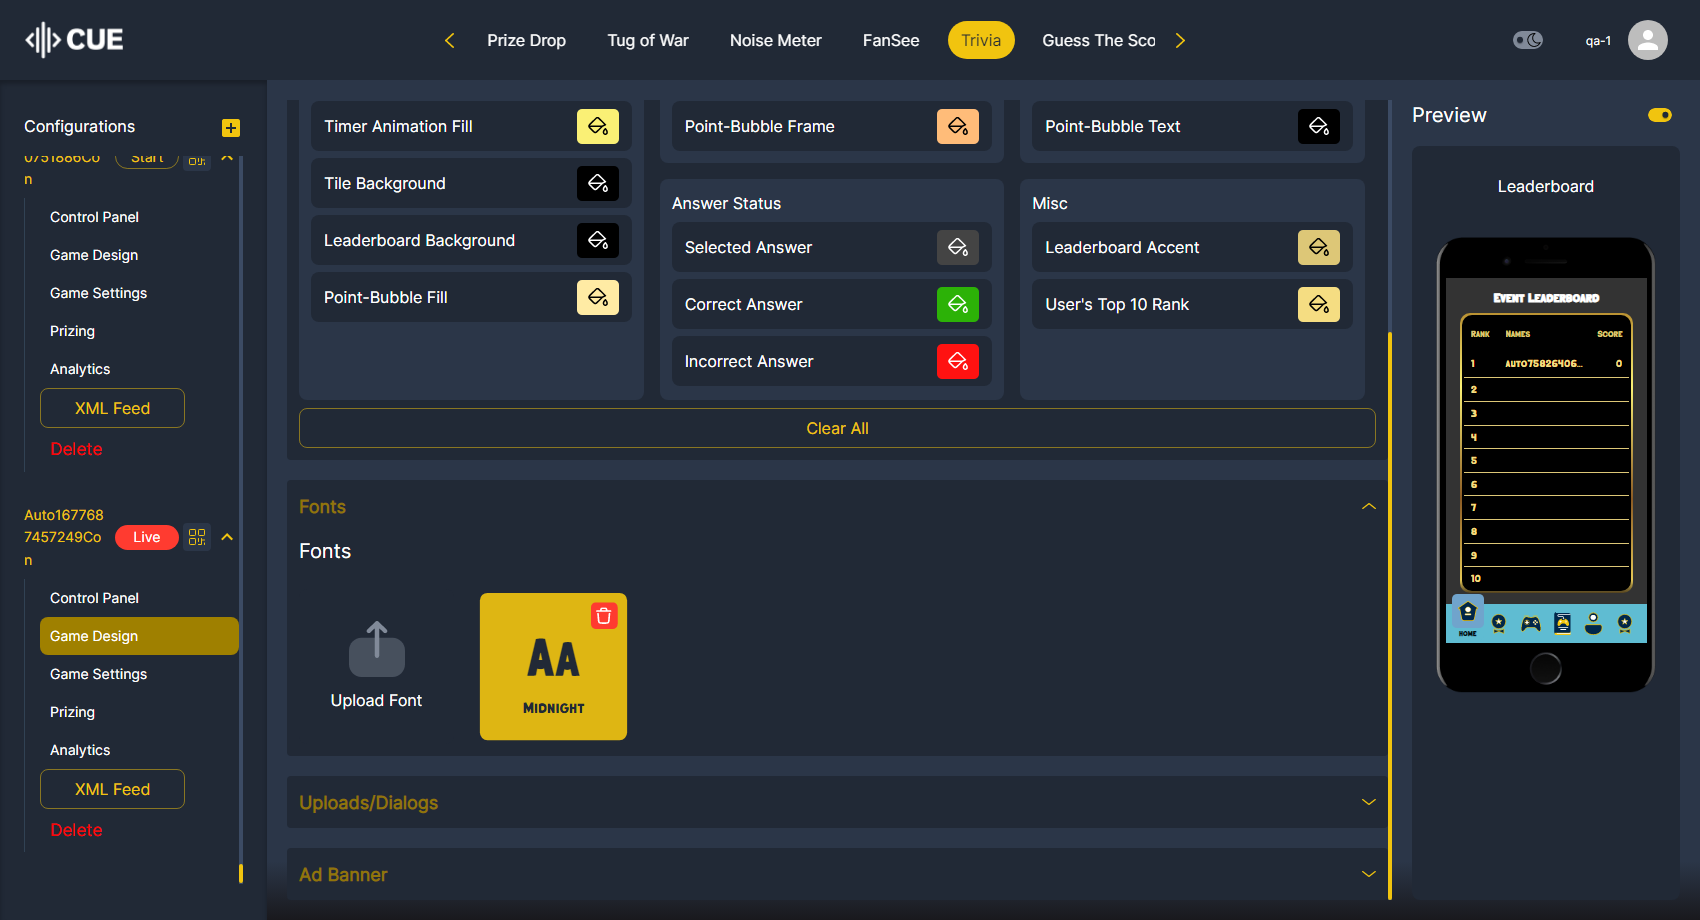 CUE
Prize Drop
Tug of War
Noise Meter
FanSee
Trivia
Guess The Sco
qa-1
Configurations
0751886Co
n
Start
Control Panel
Game Design
Game Settings
Prizing
Analytics
XML Feed
Delete
Auto167768
7457249Co
n
Live
Control Panel
Game Design
Game Settings
Prizing
Analytics
XML Feed
Delete
Timer Animation Fill
Tile Background
Leaderboard Background
Point-Bubble Fill
Point-Bubble Frame
Answer Status
Selected Answer
Correct Answer
Incorrect Answer
Point-Bubble Text
Misc
Leaderboard Accent
User's Top 10 Rank
Clear All
Fonts
Fonts
Upload Font
AA
Midnight
Uploads/Dialogs
Ad Banner
Preview
Leaderboard
Event Leaderboard
Rank Names Score
1 auto75826406... 0
2
3
4
5
6
7
8
9
10
HOME